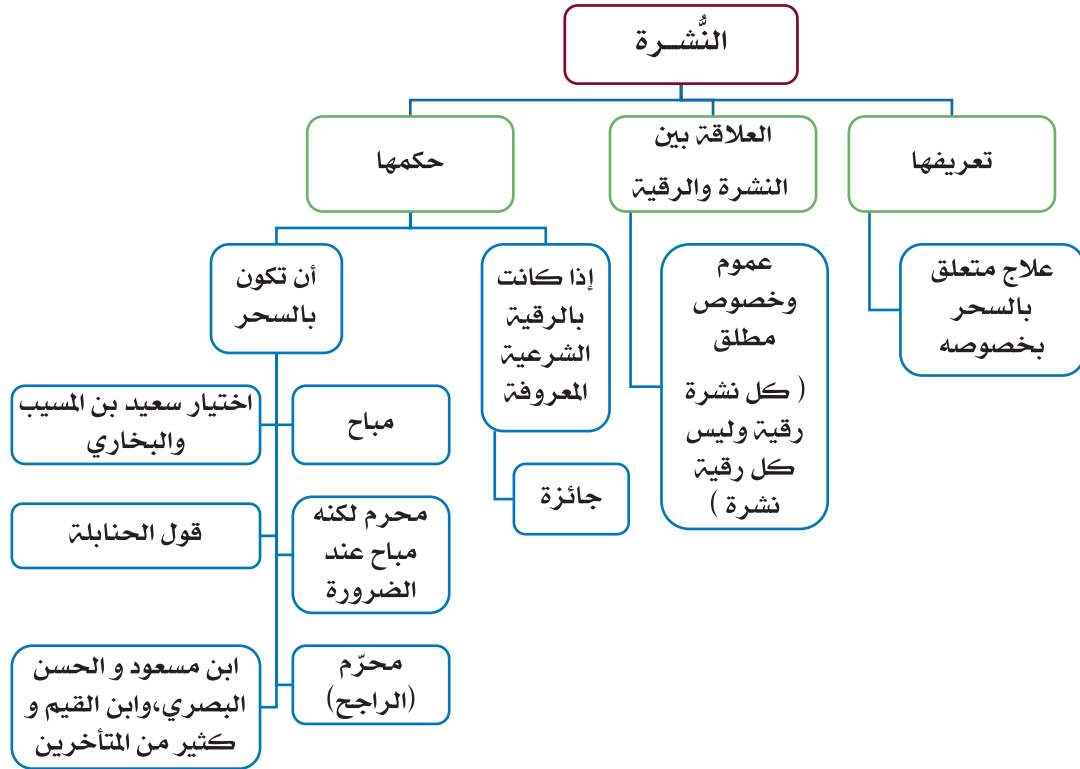 النُّشـرة
تعريفها
علاج متعلق
بالسحر
بخصوصه
العلاقة بين
النشرة والرقية
عموم
وخصوص
مطلق
( كل نشرة
رقية وليس
كل رقية
نشرة )
حكمها
إذا كانت
بالرقية
الشرعية
المعروفة
جائزة
أن تكون
بالسحر
مباح
اختيار سعيد بن المسيب
والبخاري
محرم لكنه
مباح عند
الضرورة
قول الحنابلة
محرّم
(الراجح)
ابن مسعود و الحسن
البصري،وابن القيم و
كثير من المتأخرين